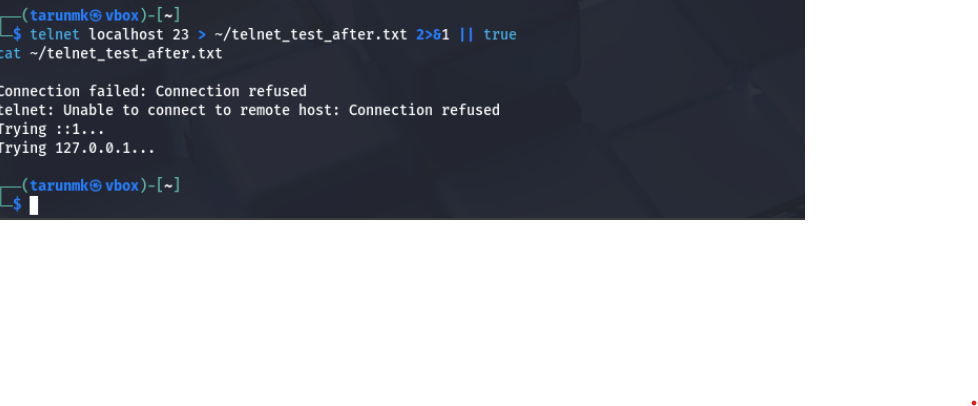 ┌──(tarunmk㉿vbox)-[~]
└─$ telnet localhost 23 > ~/telnet_test_after.txt 2>&1 || true
cat ~/telnet_test_after.txt
Connection failed: Connection refused
telnet: Unable to connect to remote host: Connection refused
Trying ::1...
Trying 127.0.0.1...
┌──(tarunmk㉿vbox)-[~]
└─$